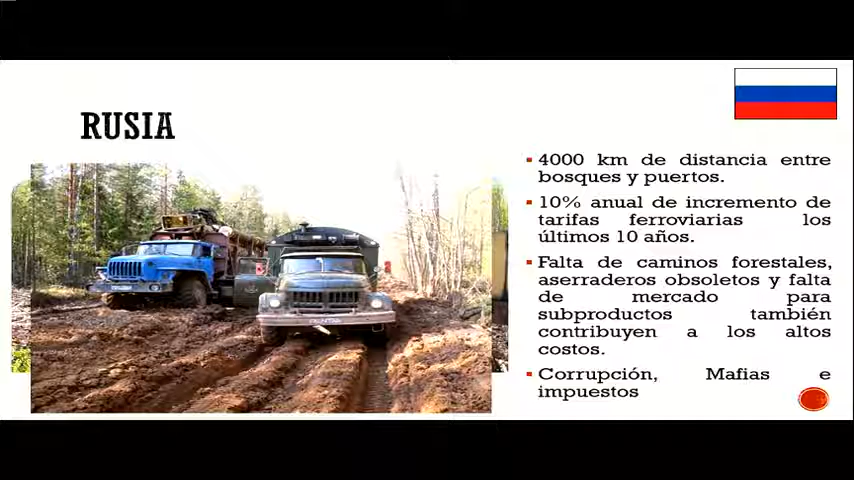 RUSIA
4000 km de distancia entre
bosques y puertos.
10% anual de incremento de
tarifas ferroviarias los
últimos 10 años.
Falta de caminos forestales,
aserraderos obsoletos y falta
de mercado para
subproductos también
contribuyen a los altos
costos.
Corrupción, Mafias e
impuestos